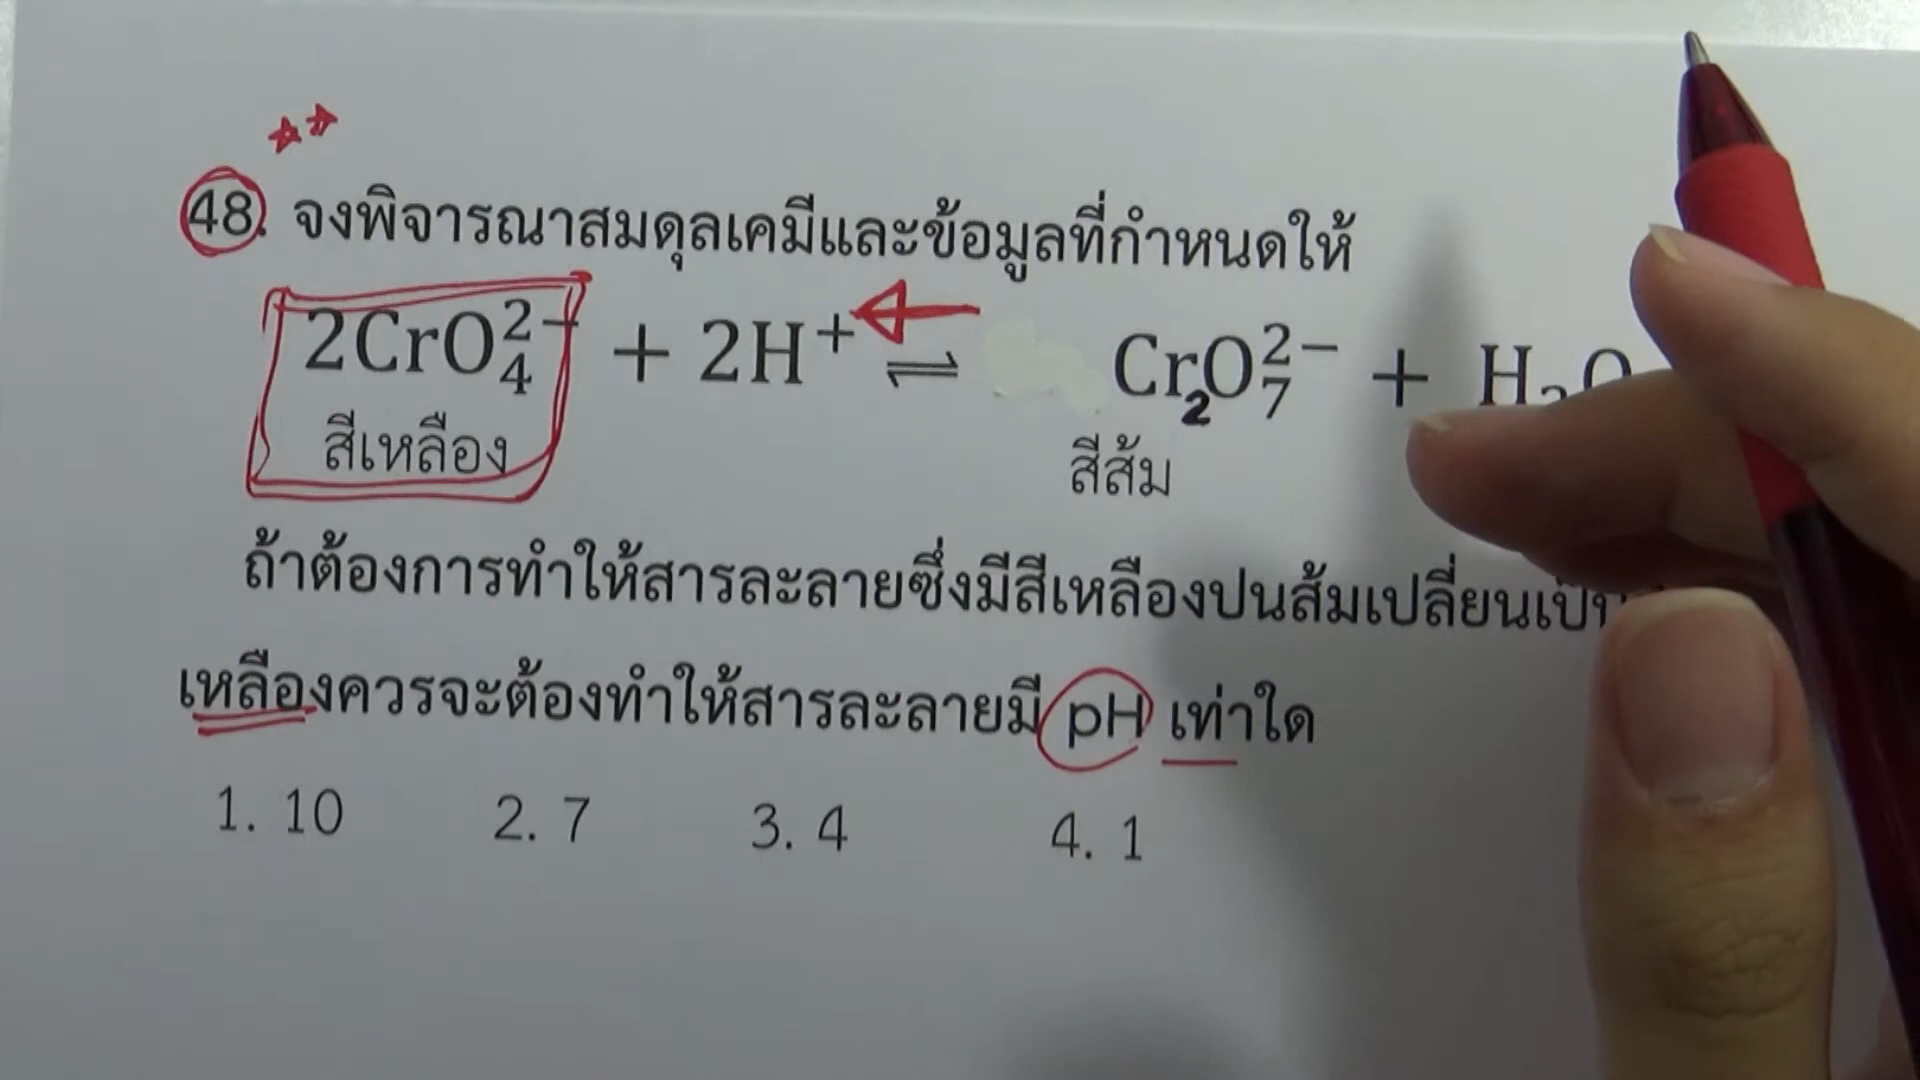 48. จงพิจารณาสมดุลเคมีและข้อมูลที่กำหนดให้
2CrO₄²⁻ + 2H⁺ ⇌ Cr₂O₇²⁻ +
สีเหลือง สีส้ม
ถ้าต้องการทำให้สารละลายซึ่งมีสีเหลืองปนส้มเปลี่ยน
เหลืองควรจะต้องทำให้สารละลายมี pH เท่าใด
1. 10 2. 7 3. 4 4. 1